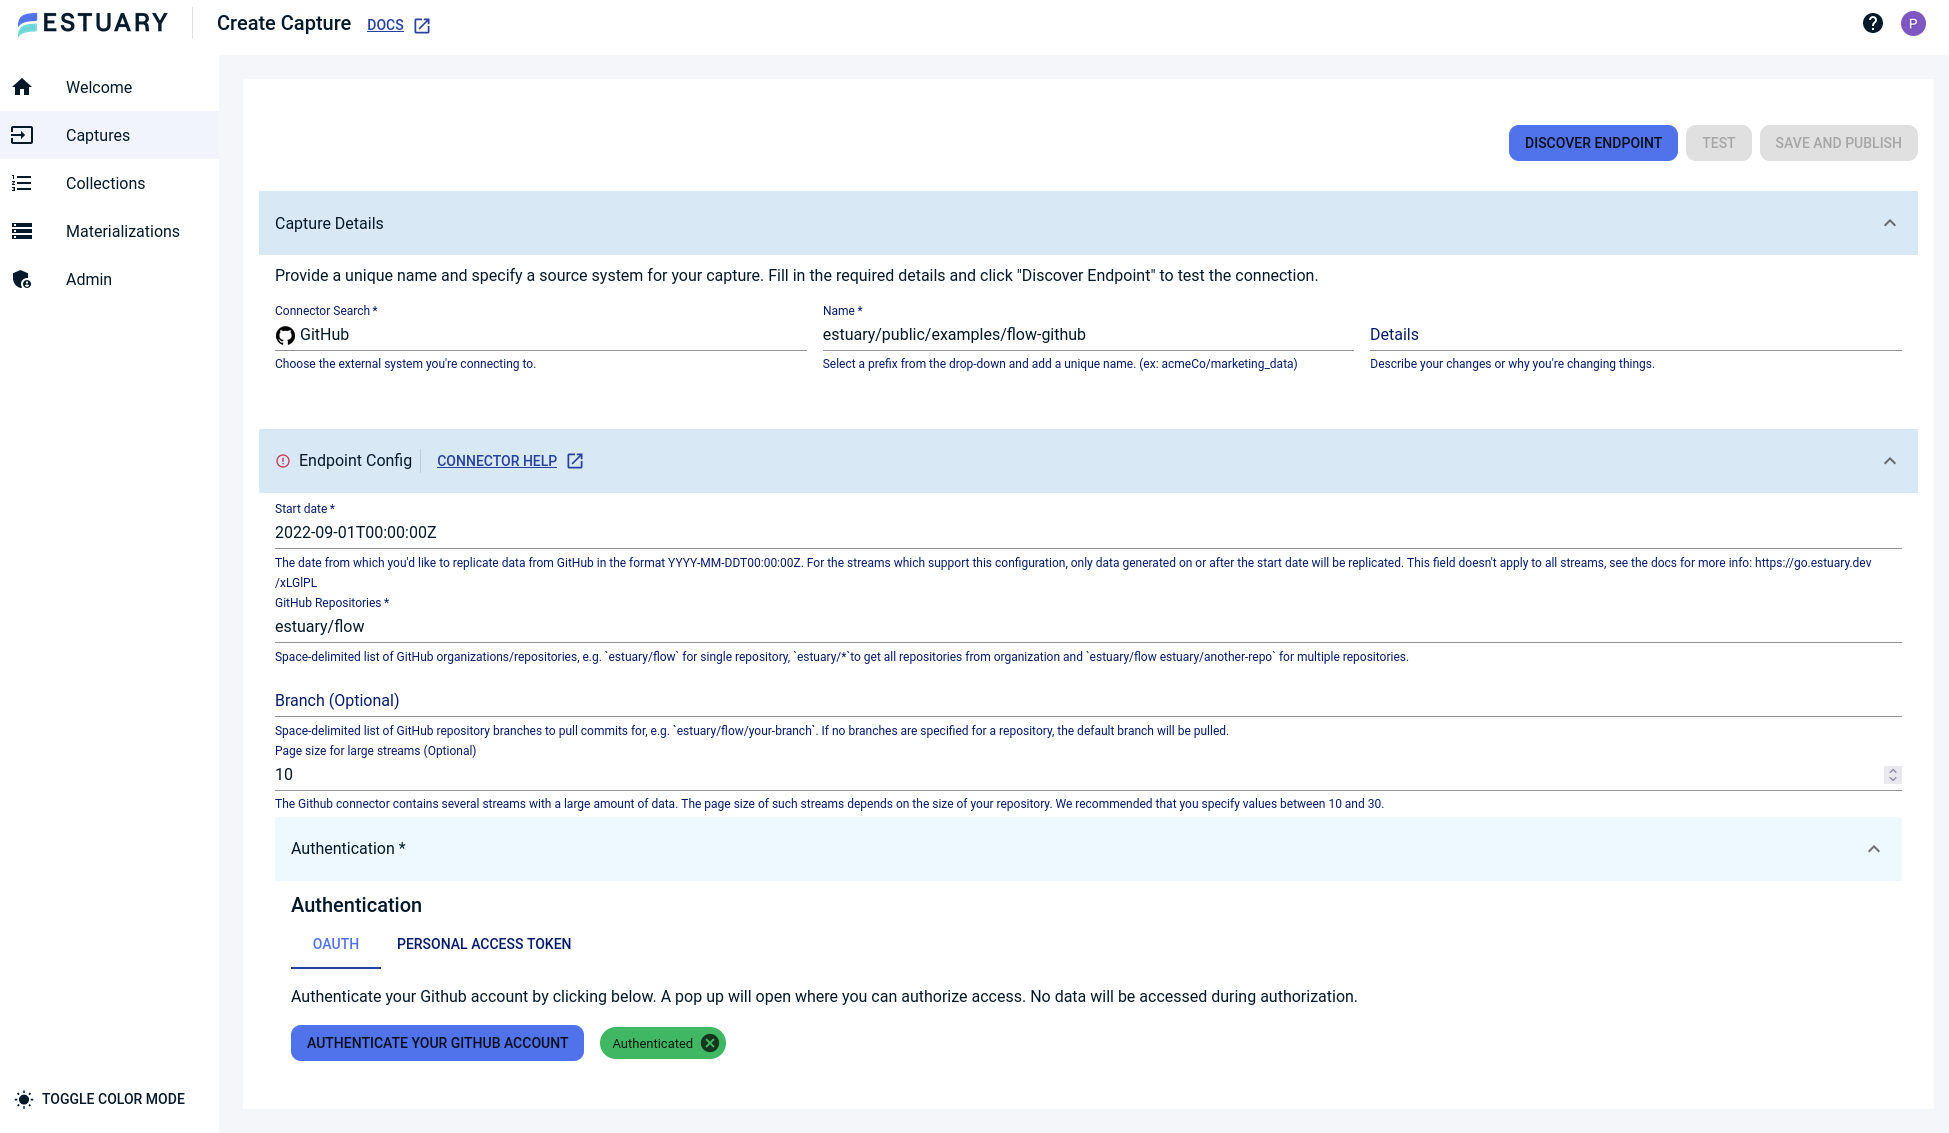 ESTUARY
Create Capture DOCS
P
Welcome
Captures
Collections
Materializations
Admin
DISCOVER ENDPOINT TEST SAVE AND PUBLISH
Capture Details
Provide a unique name and specify a source system for your capture. Fill in the required details and click "Discover Endpoint" to test the connection.
Connector Search *
GitHub
Choose the external system you're connecting to.
Name *
estuary/public/examples/flow-github
Select a prefix from the drop-down and add a unique name. (ex: acmeCo/marketing_data)
Details
Describe your changes or why you're changing things.
Endpoint Config CONNECTOR HELP
Start date *
2022-09-01T00:00:00Z
The date from which you'd like to replicate data from GitHub in the format YYYY-MM-DDT00:00:00Z. For the streams which support this configuration, only data generated on or after the start date will be replicated. This field doesn't apply to all streams, see the docs for more info: https://go.estuary.dev
/xLGlPL
GitHub Repositories *
estuary/flow
Space-delimited list of GitHub organizations/repositories, e.g. `estuary/flow` for single repository, `estuary/*`to get all repositories from organization and `estuary/flow estuary/another-repo` for multiple repositories.
Branch (Optional)
Space-delimited list of GitHub repository branches to pull commits for, e.g. `estuary/flow/your-branch`. If no branches are specified for a repository, the default branch will be pulled.
Page size for large streams (Optional)
10
The Github connector contains several streams with a large amount of data. The page size of such streams depends on the size of your repository. We recommended that you specify values between 10 and 30.
Authentication *
Authentication
OAUTH PERSONAL ACCESS TOKEN
Authenticate your Github account by clicking below. A pop up will open where you can authorize access. No data will be accessed during authorization.
AUTHENTICATE YOUR GITHUB ACCOUNT Authenticated
TOGGLE COLOR MODE